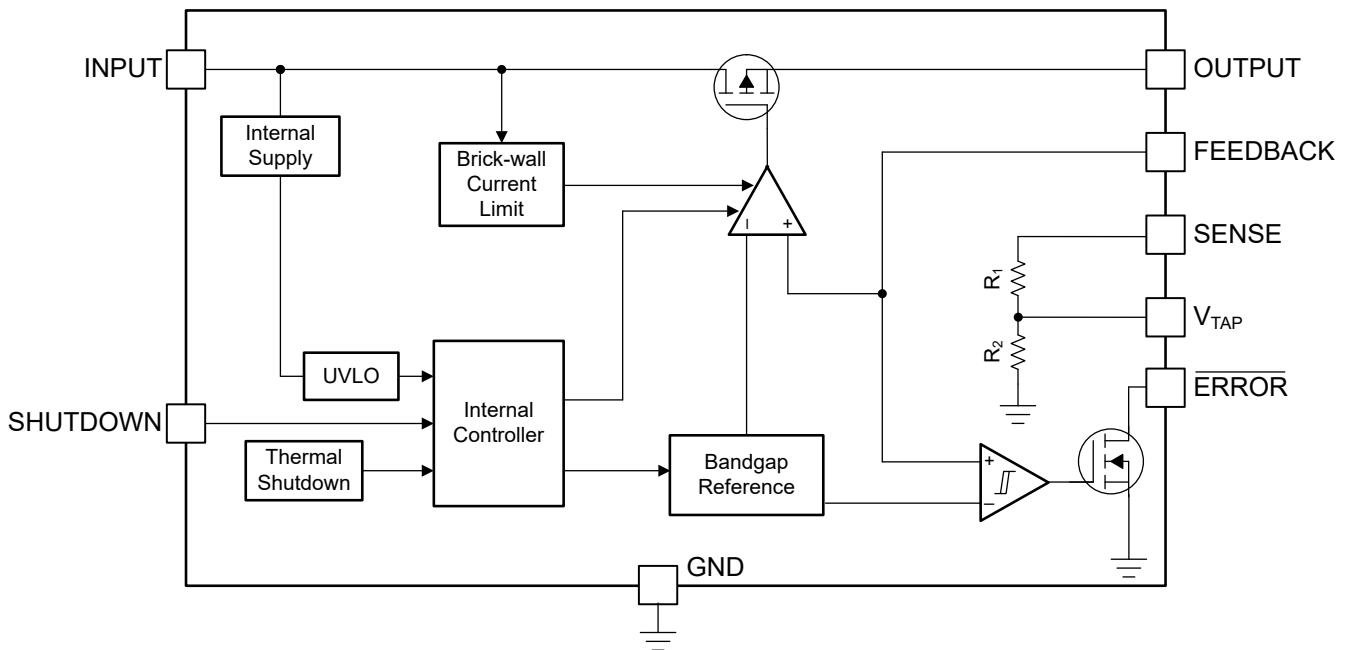 INPUT
OUTPUT
Internal
Supply
Brick-wall
Current
Limit
FEEDBACK
SENSE
R1
VTAP
R2
ERROR
– +
UVLO
SHUTDOWN
Internal
Controller
Thermal
Shutdown
Bandgap
Reference
+
–
GND